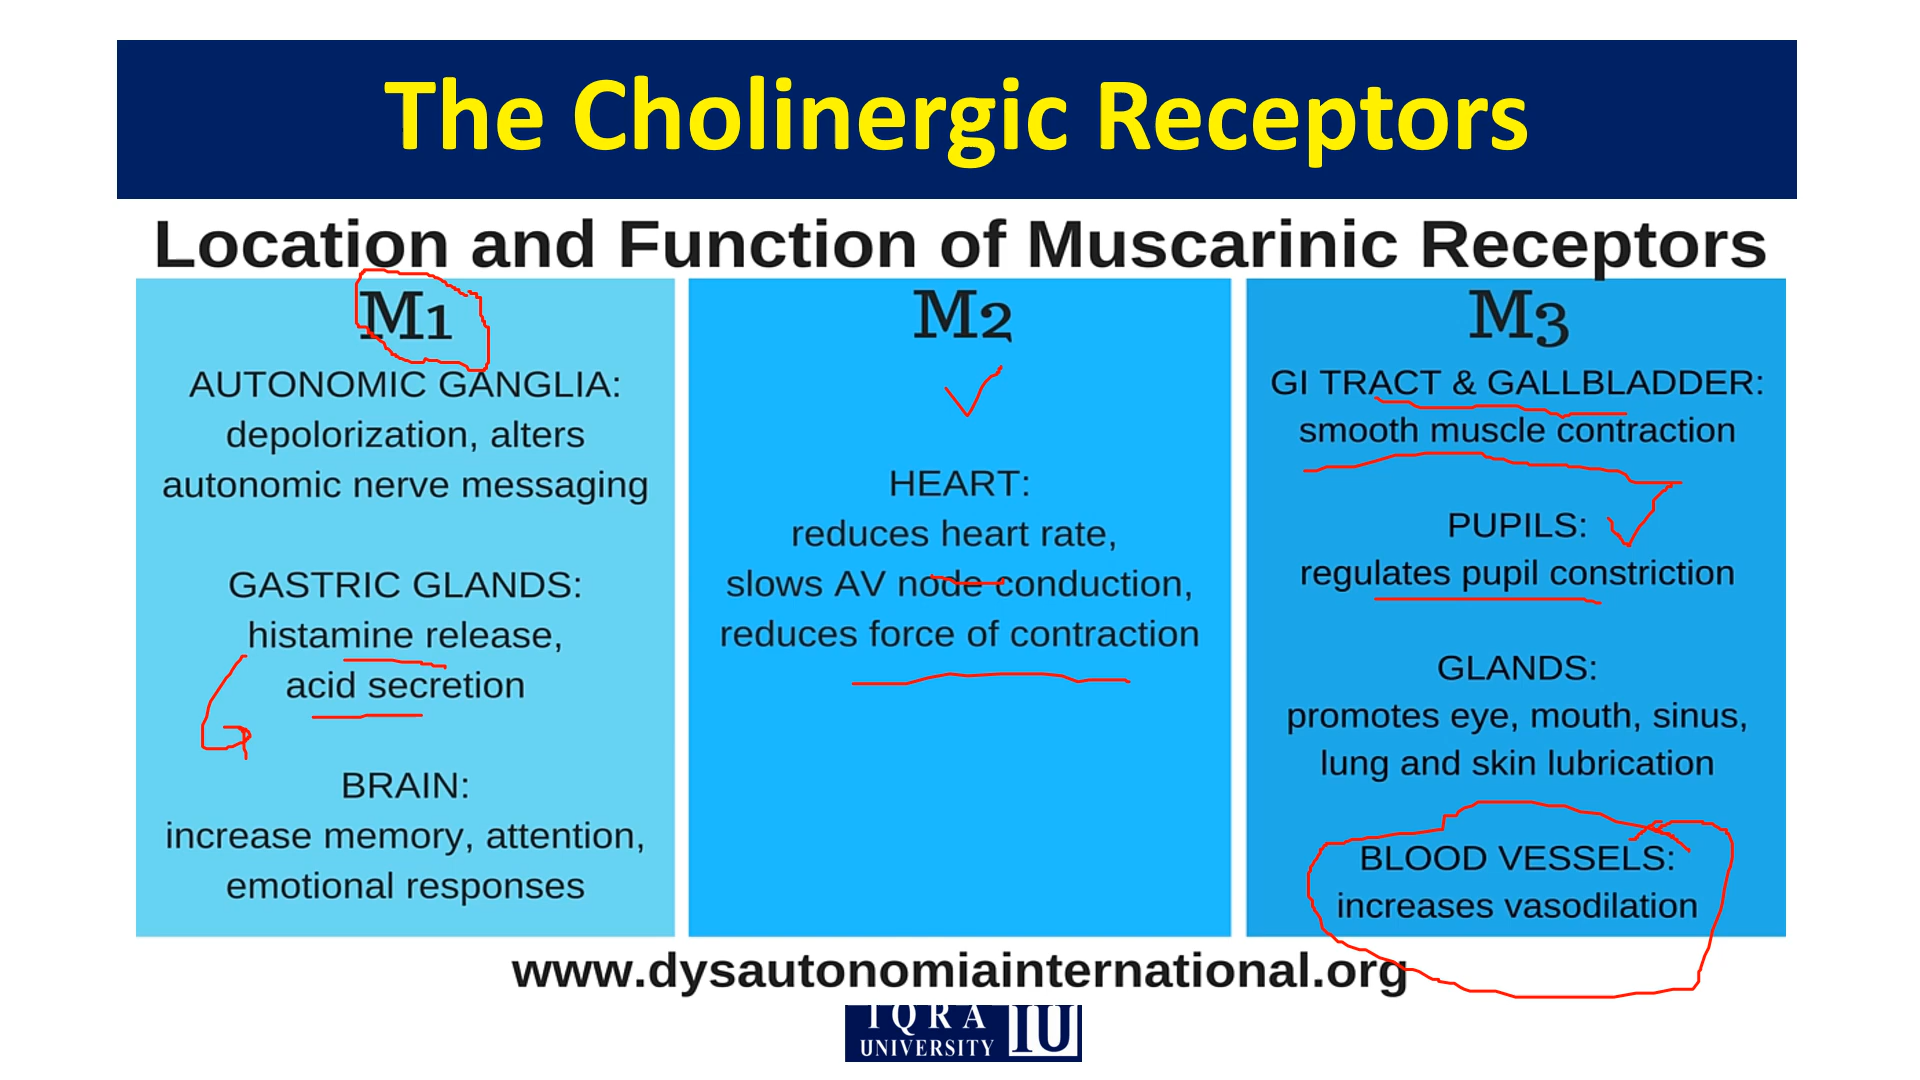 The Cholinergic Receptors
Location and Function of Muscarinic Receptors
M1
AUTONOMIC GANGLIA:
depolorization, alters
autonomic nerve messaging
GASTRIC GLANDS:
histamine release,
acid secretion
BRAIN:
increase memory, attention,
emotional responses
M2
HEART:
reduces heart rate,
slows AV node conduction,
reduces force of contraction
M3
GI TRACT & GALLBLADDER:
smooth muscle contraction
PUPILS:
regulates pupil constriction
GLANDS:
promotes eye, mouth, sinus,
lung and skin lubrication
BLOOD VESSELS:
increases vasodilation
www.dysautonomiainternational.org
IQRA
UNIVERSITY
IU